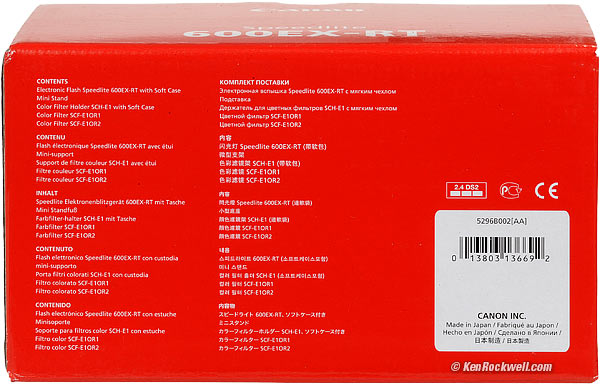 Canon
Speedlite
600EX-RT
CONTENTS
Electronic Flash Speedlite 600EX-RT with Soft Case
Mini Stand
Color Filter Holder SCH-E1 with Soft Case
Color Filter SCF-E1OR1
Color Filter SCF-E1OR2
CONTENU
Flash électronique Speedlite 600EX-RT avec étui
Mini-support
Support de filtre couleur SCH-E1 avec étui
Filtre couleur SCF-E1OR1
Filtre couleur SCF-E1OR2
INHALT
Speedlite Elektronenblitzgerät 600EX-RT mit Tasche
Mini Standfuß
Farbfilter-halter SCH-E1 mit Tasche
Farbfilter SCF-E1OR1
Farbfilter SCF-E1OR2
CONTENUTO
Flash elettronico Speedlite 600EX-RT con custodia
mini-supporto
Porta filtri colorati SCH-E1 con custodia
Filtro colorato SCF-E1OR1
Filtro colorato SCF-E1OR2
CONTENIDO
Flash electrónico Speedlite 600EX-RT con estuche
Minisoporte
Soporte para filtros color SCH-E1 con estuche
Filtro color SCF-E1OR1
Filtro color SCF-E1OR2
КОМПЛЕКТ ПОСТАВКИ
Электронная вспышка Speedlite 600EX-RT с мягким чехлом
Подставка
Держатель для цветных фильтров SCH-E1 с мягким чехлом
Цветной фильтр SCF-E1OR1
Цветной фильтр SCF-E1OR2
内容
闪光灯 Speedlite 600EX-RT (带软包)
微型支架
色彩滤镜架 SCH-E1 (带软包)
色彩滤镜 SCF-E1OR1
色彩滤镜 SCF-E1OR2
內容
閃光燈 Speedlite 600EX-RT (連軟袋)
小型底座
顏色濾鏡架 SCH-E1 (連軟袋)
顏色濾鏡 SCF-E1OR1
顏色濾鏡 SCF-E1OR2
내용
스피드라이트 600EX-RT (소프트케이스포함)
미니 스탠드
컬러 필터 홀더 SCH-E1 (소프트케이스포함)
컬러 필터 SCF-E1OR1
컬러 필터 SCF-E1OR2
内容物
スピードライト 600EX-RT、ソフトケース付き
ミニスタンド
カラーフィルターホルダー SCH-E1、ソフトケース付き
カラーフィルター SCF-E1OR1
カラーフィルター SCF-E1OR2
2.4 DS2
CE
5296B002[AA]
0 13803 13669 2
CANON INC.
Made in Japan / Fabriqué au Japon /
Hecho en Japón / Сделано в Японии /
日本制造 / 日本製造
© KenRockwell.com